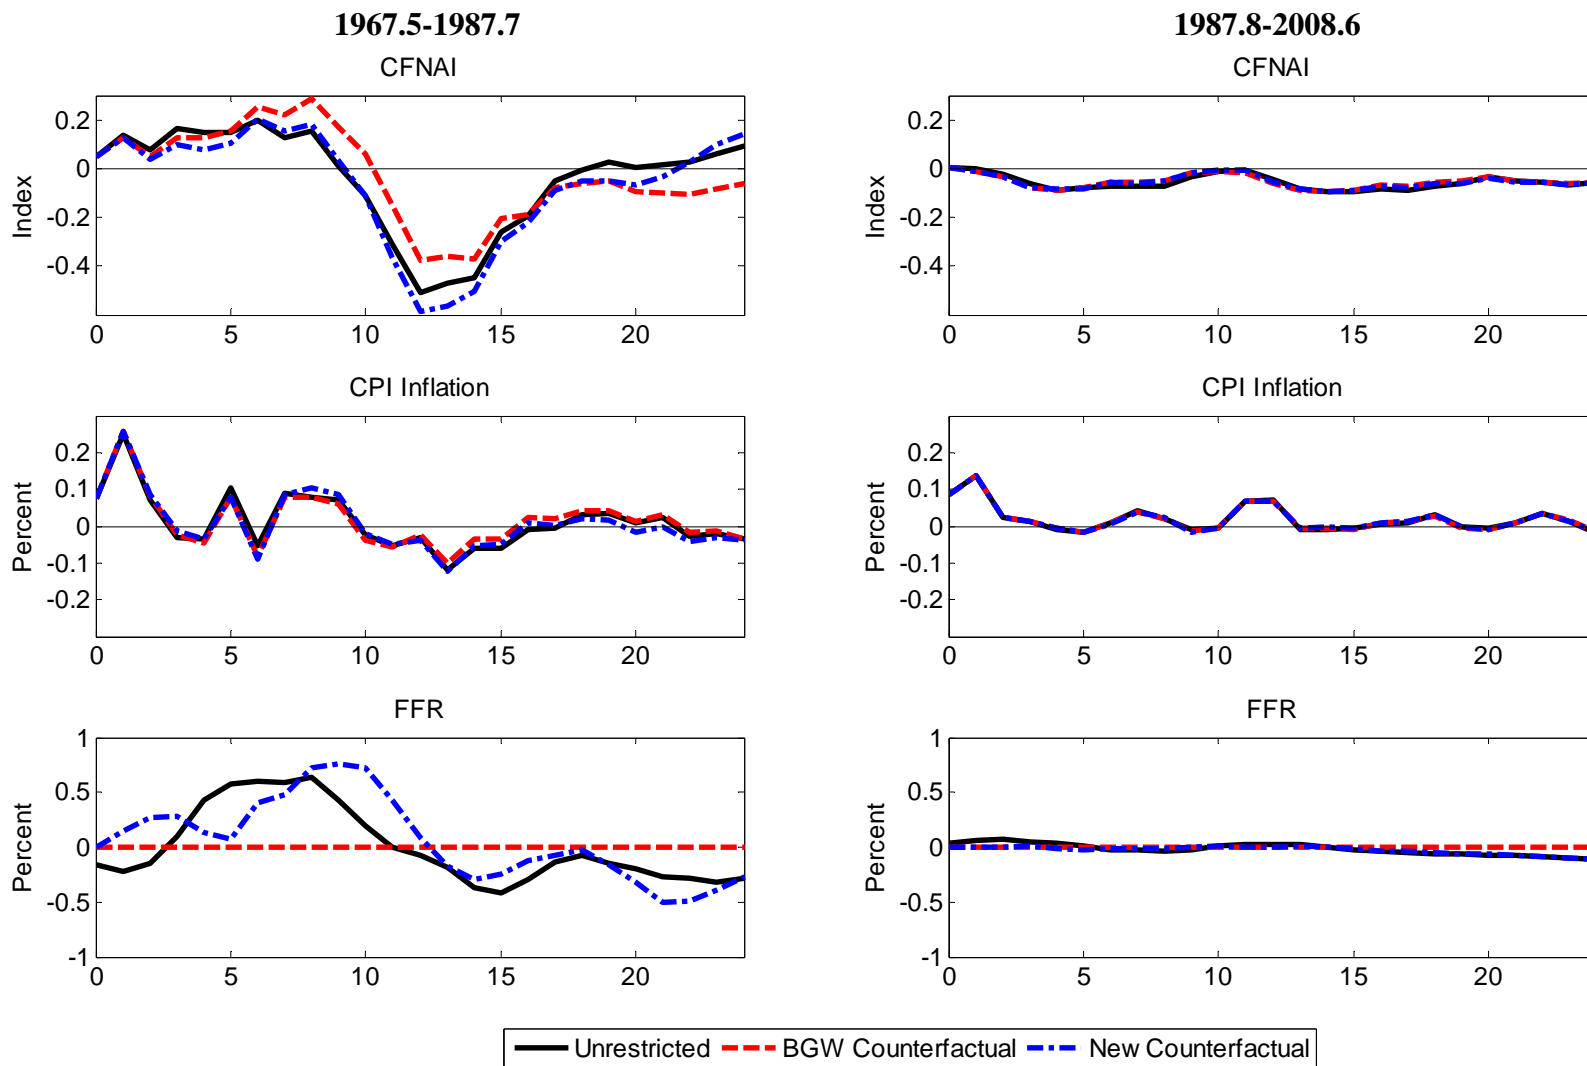 1967.5-1987.7
CFNAI
Index
0.2
0
-0.2
-0.4
0 5 10 15 20
CPI Inflation
Percent
0.2
0.1
0
-0.1
-0.2
0 5 10 15 20
FFR
Percent
1
0.5
0
-0.5
-1
0 5 10 15 20
1987.8-2008.6
CFNAI
Index
0.2
0
-0.2
-0.4
0 5 10 15 20
CPI Inflation
Percent
0.2
0.1
0
-0.1
-0.2
0 5 10 15 20
FFR
Percent
1
0.5
0
-0.5
-1
0 5 10 15 20
Unrestricted BGW Counterfactual New Counterfactual